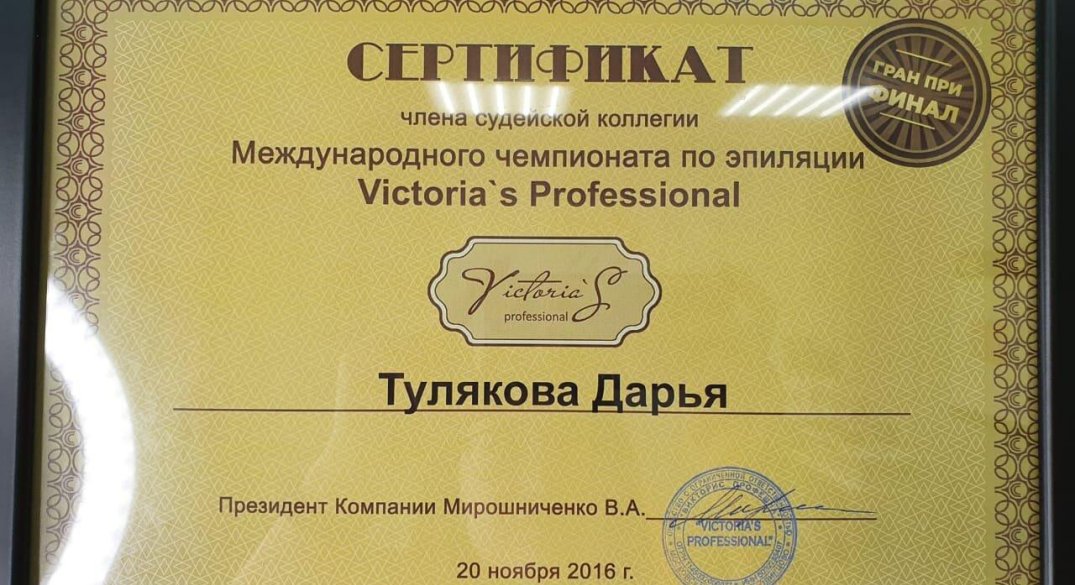 СЕРТИФИКАТ
ГРАН ПРИ
ФИНАЛ
члена судейской коллегии
Международного чемпионата по эпиляции
Victoria`s Professional
Victoria`S
professional
Тулякова Дарья
Президент Компании Мирошниченко В.А.
"VICTORIA'S
PROFESSIONAL"
20 ноября 2016 г.